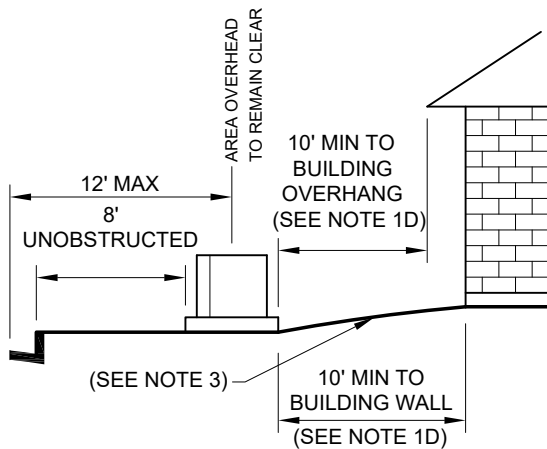 AREA OVERHEAD
TO REMAIN CLEAR
10' MIN TO
BUILDING
OVERHANG
(SEE NOTE 1D)
12' MAX
8'
UNOBSTRUCTED
(SEE NOTE 3)
10' MIN TO
BUILDING WALL
(SEE NOTE 1D)